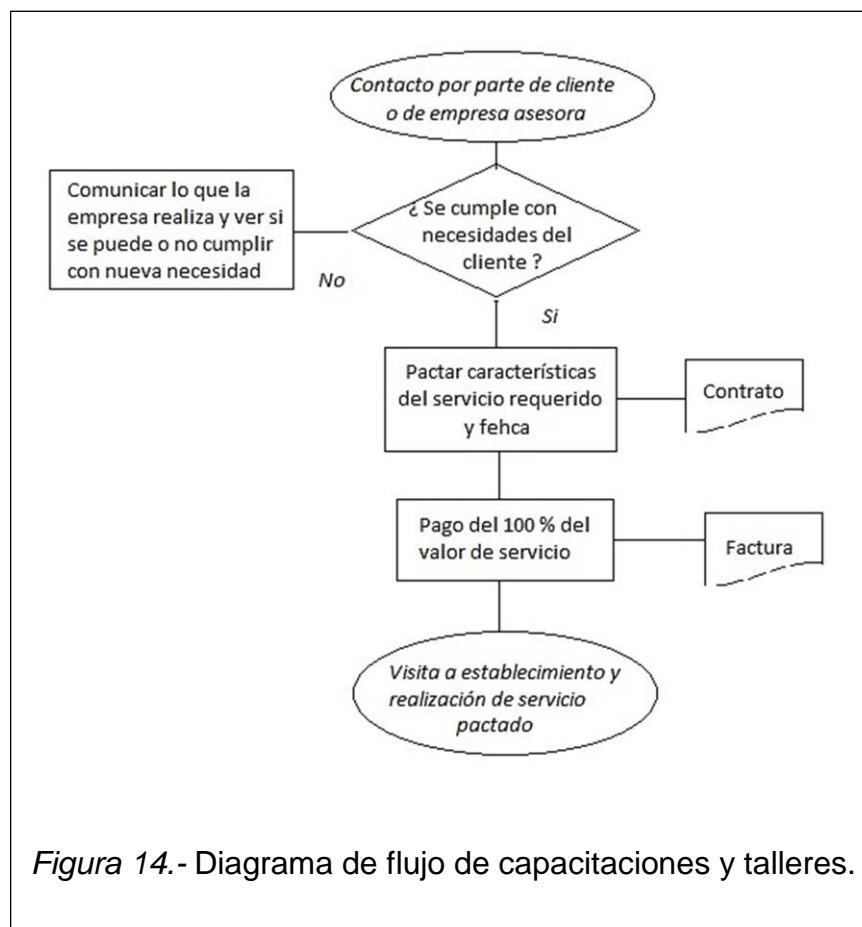 Contacto por parte de cliente
o de empresa asesora
Comunicar lo que la
empresa realiza y ver si
se puede o no cumplir
con nueva necesidad
¿ Se cumple con
necesidades del
cliente ?
No
Si
Pactar características
del servicio requerido
y fehca
Contrato
Pago del 100 % del
valor de servicio
Factura
Visita a establecimiento y
realización de servicio
pactado
Figura 14.- Diagrama de flujo de capacitaciones y talleres.